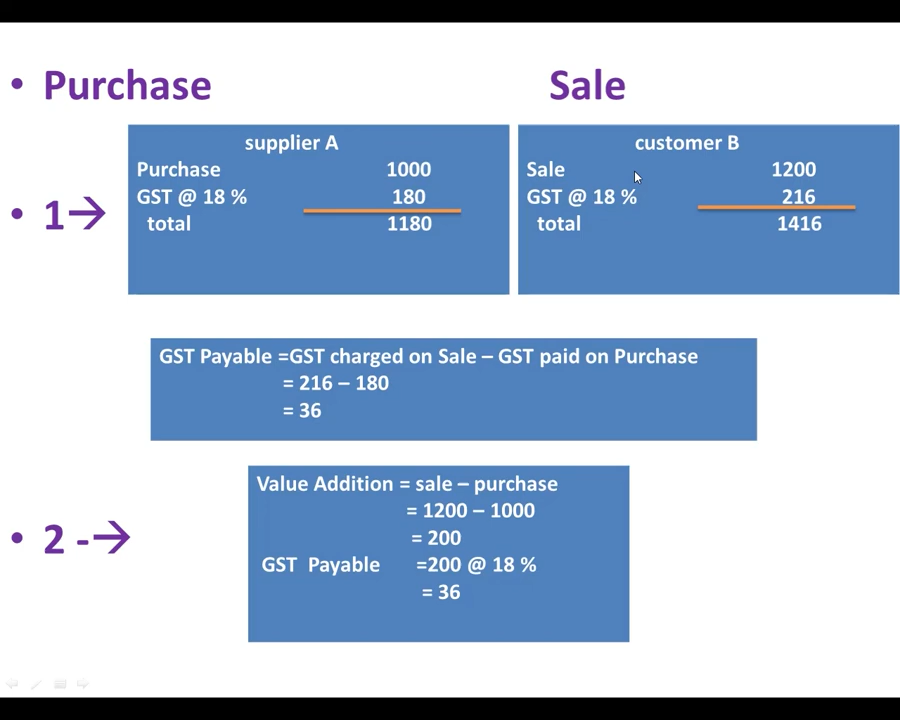 • Purchase
Sale
• 1→
supplier A
Purchase 1000
GST @ 18 % 180
total 1180
customer B
Sale 1200
GST @ 18 % 216
total 1416
GST Payable =GST charged on Sale – GST paid on Purchase
= 216 – 180
= 36
• 2 -→
Value Addition = sale – purchase
= 1200 – 1000
= 200
GST Payable =200 @ 18 %
= 36